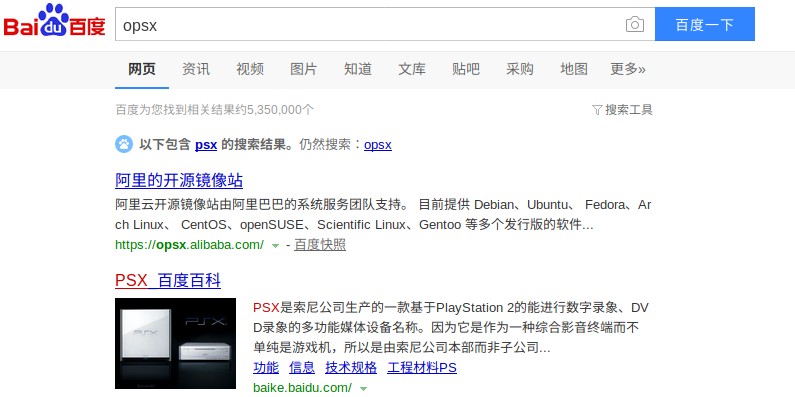 Baidu百度 opsx 百度一下
网页 资讯 视频 图片 知道 文库 贴吧 采购 地图 更多»
百度为您找到相关结果约5,350,000个 搜索工具
以下包含 psx 的搜索结果。仍然搜索：opsx
阿里的开源镜像站
阿里云开源镜像站由阿里巴巴的系统服务团队支持。 目前提供 Debian、Ubuntu、 Fedora、Ar
ch Linux、 CentOS、openSUSE、Scientific Linux、Gentoo 等多个发行版的软件...
https://opsx.alibaba.com/ - 百度快照
PSX_百度百科
PSX
PSX是索尼公司生产的一款基于PlayStation 2的能进行数字录象、DV
D录象的多功能媒体设备名称。因为它是作为一种综合影音终端而不
单纯是游戏机，所以是由索尼公司本部而非子公司...
功能 信息 技术规格 工程材料PS
baike.baidu.com/